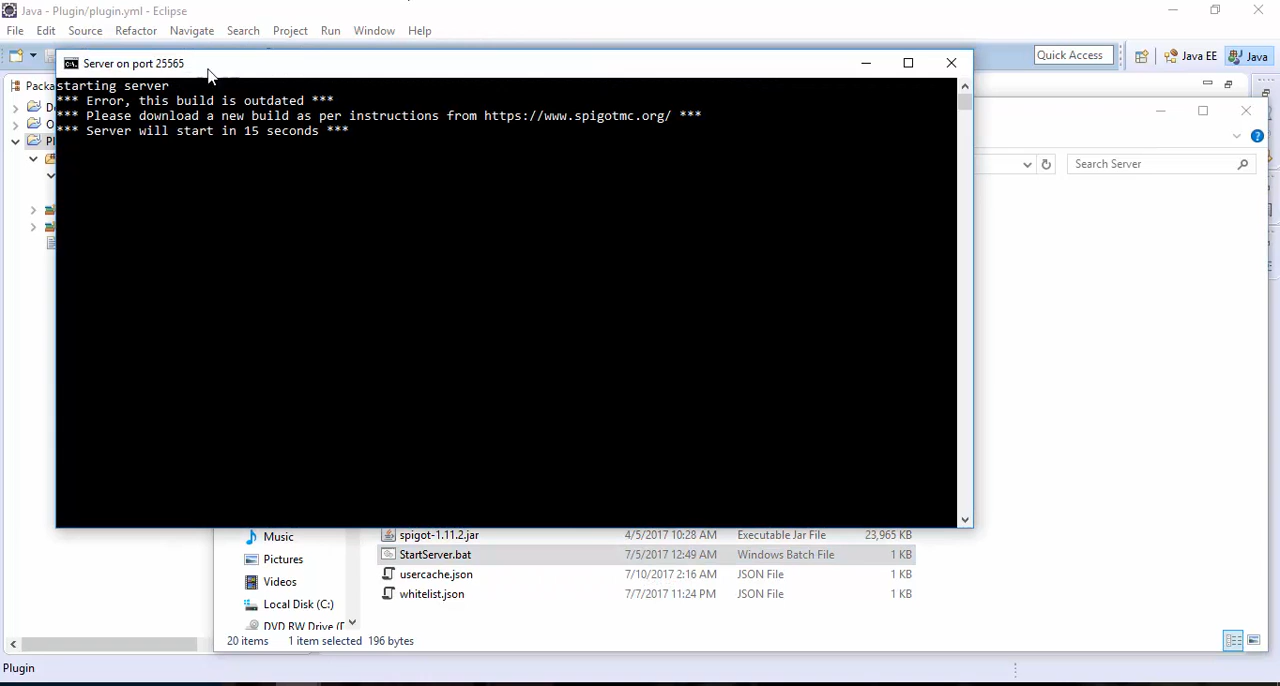 Java - Plugin/plugin.yml - Eclipse
File Edit Source Refactor Navigate Search Project Run Window Help
Quick Access
Java EE
Java
Server on port 25565
starting server
*** Error, this build is outdated ***
*** Please download a new build as per instructions from https://www.spigotmc.org/ ***
*** Server will start in 15 seconds ***
Search Server
Music
Pictures
Videos
Local Disk (C:)
DVD RW Drive (
spigot-1.11.2.jar 4/5/2017 10:28 AM Executable Jar File 23,965 KB
StartServer.bat 7/5/2017 12:49 AM Windows Batch File 1 KB
usercache.json 7/10/2017 2:16 AM JSON File 1 KB
whitelist.json 7/7/2017 11:24 PM JSON File 1 KB
20 items 1 item selected 196 bytes
Plugin